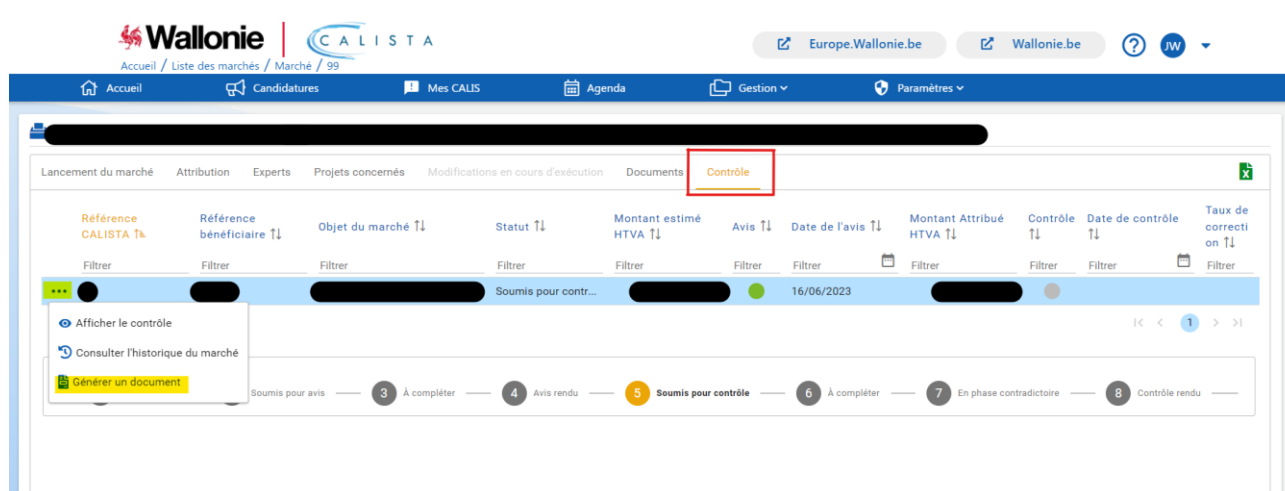 Wallonie
CALISTA
Europe.Wallonie.be
Wallonie.be
?
JW
Accueil / Liste des marchés / Marché / 99
Accueil
Candidatures
Mes CALIS
Agenda
Gestion
Paramètres
Lancement du marché
Attribution
Experts
Projets concernés
Modifications en cours d'exécution
Documents
Contrôle
Référence CALISTA
Référence bénéficiaire
Objet du marché
Statut
Montant estimé HTVA
Avis
Date de l'avis
Montant Attribué HTVA
Contrôle
Date de contrôle
Taux de correcti on
Filtrer
Filtrer
Filtrer
Filtrer
Filtrer
Filtrer
Filtrer
Filtrer
Filtrer
Filtrer
Filtrer
Soumis pour contr...
16/06/2023
Afficher le contrôle
Consulter l'historique du marché
Générer un document
1
Soumis pour avis
3 À compléter
4 Avis rendu
5 Soumis pour contrôle
6 À compléter
7 En phase contradictoire
8 Contrôle rendu